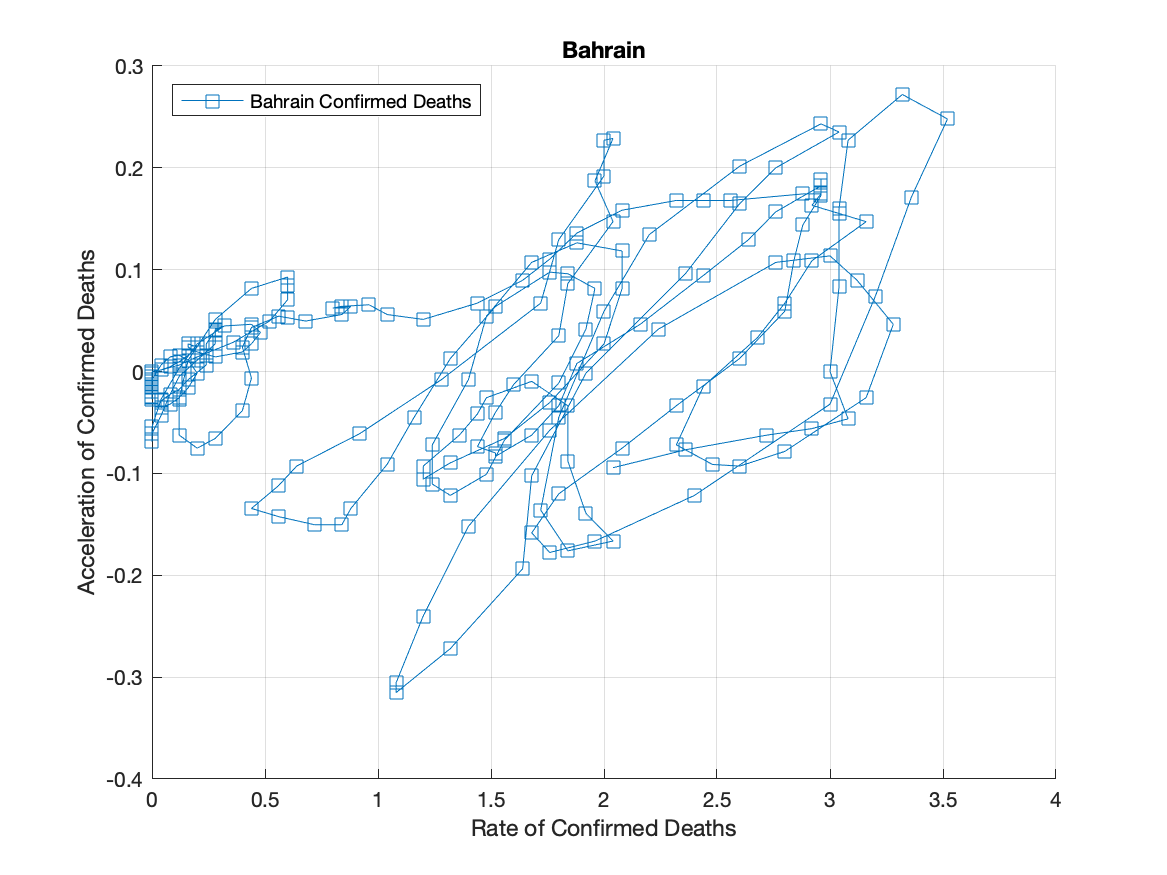 Bahrain
Bahrain Confirmed Deaths
Acceleration of Confirmed Deaths
0.3
0.2
0.1
0
-0.1
-0.2
-0.3
-0.4
0 0.5 1 1.5 2 2.5 3 3.5 4
Rate of Confirmed Deaths